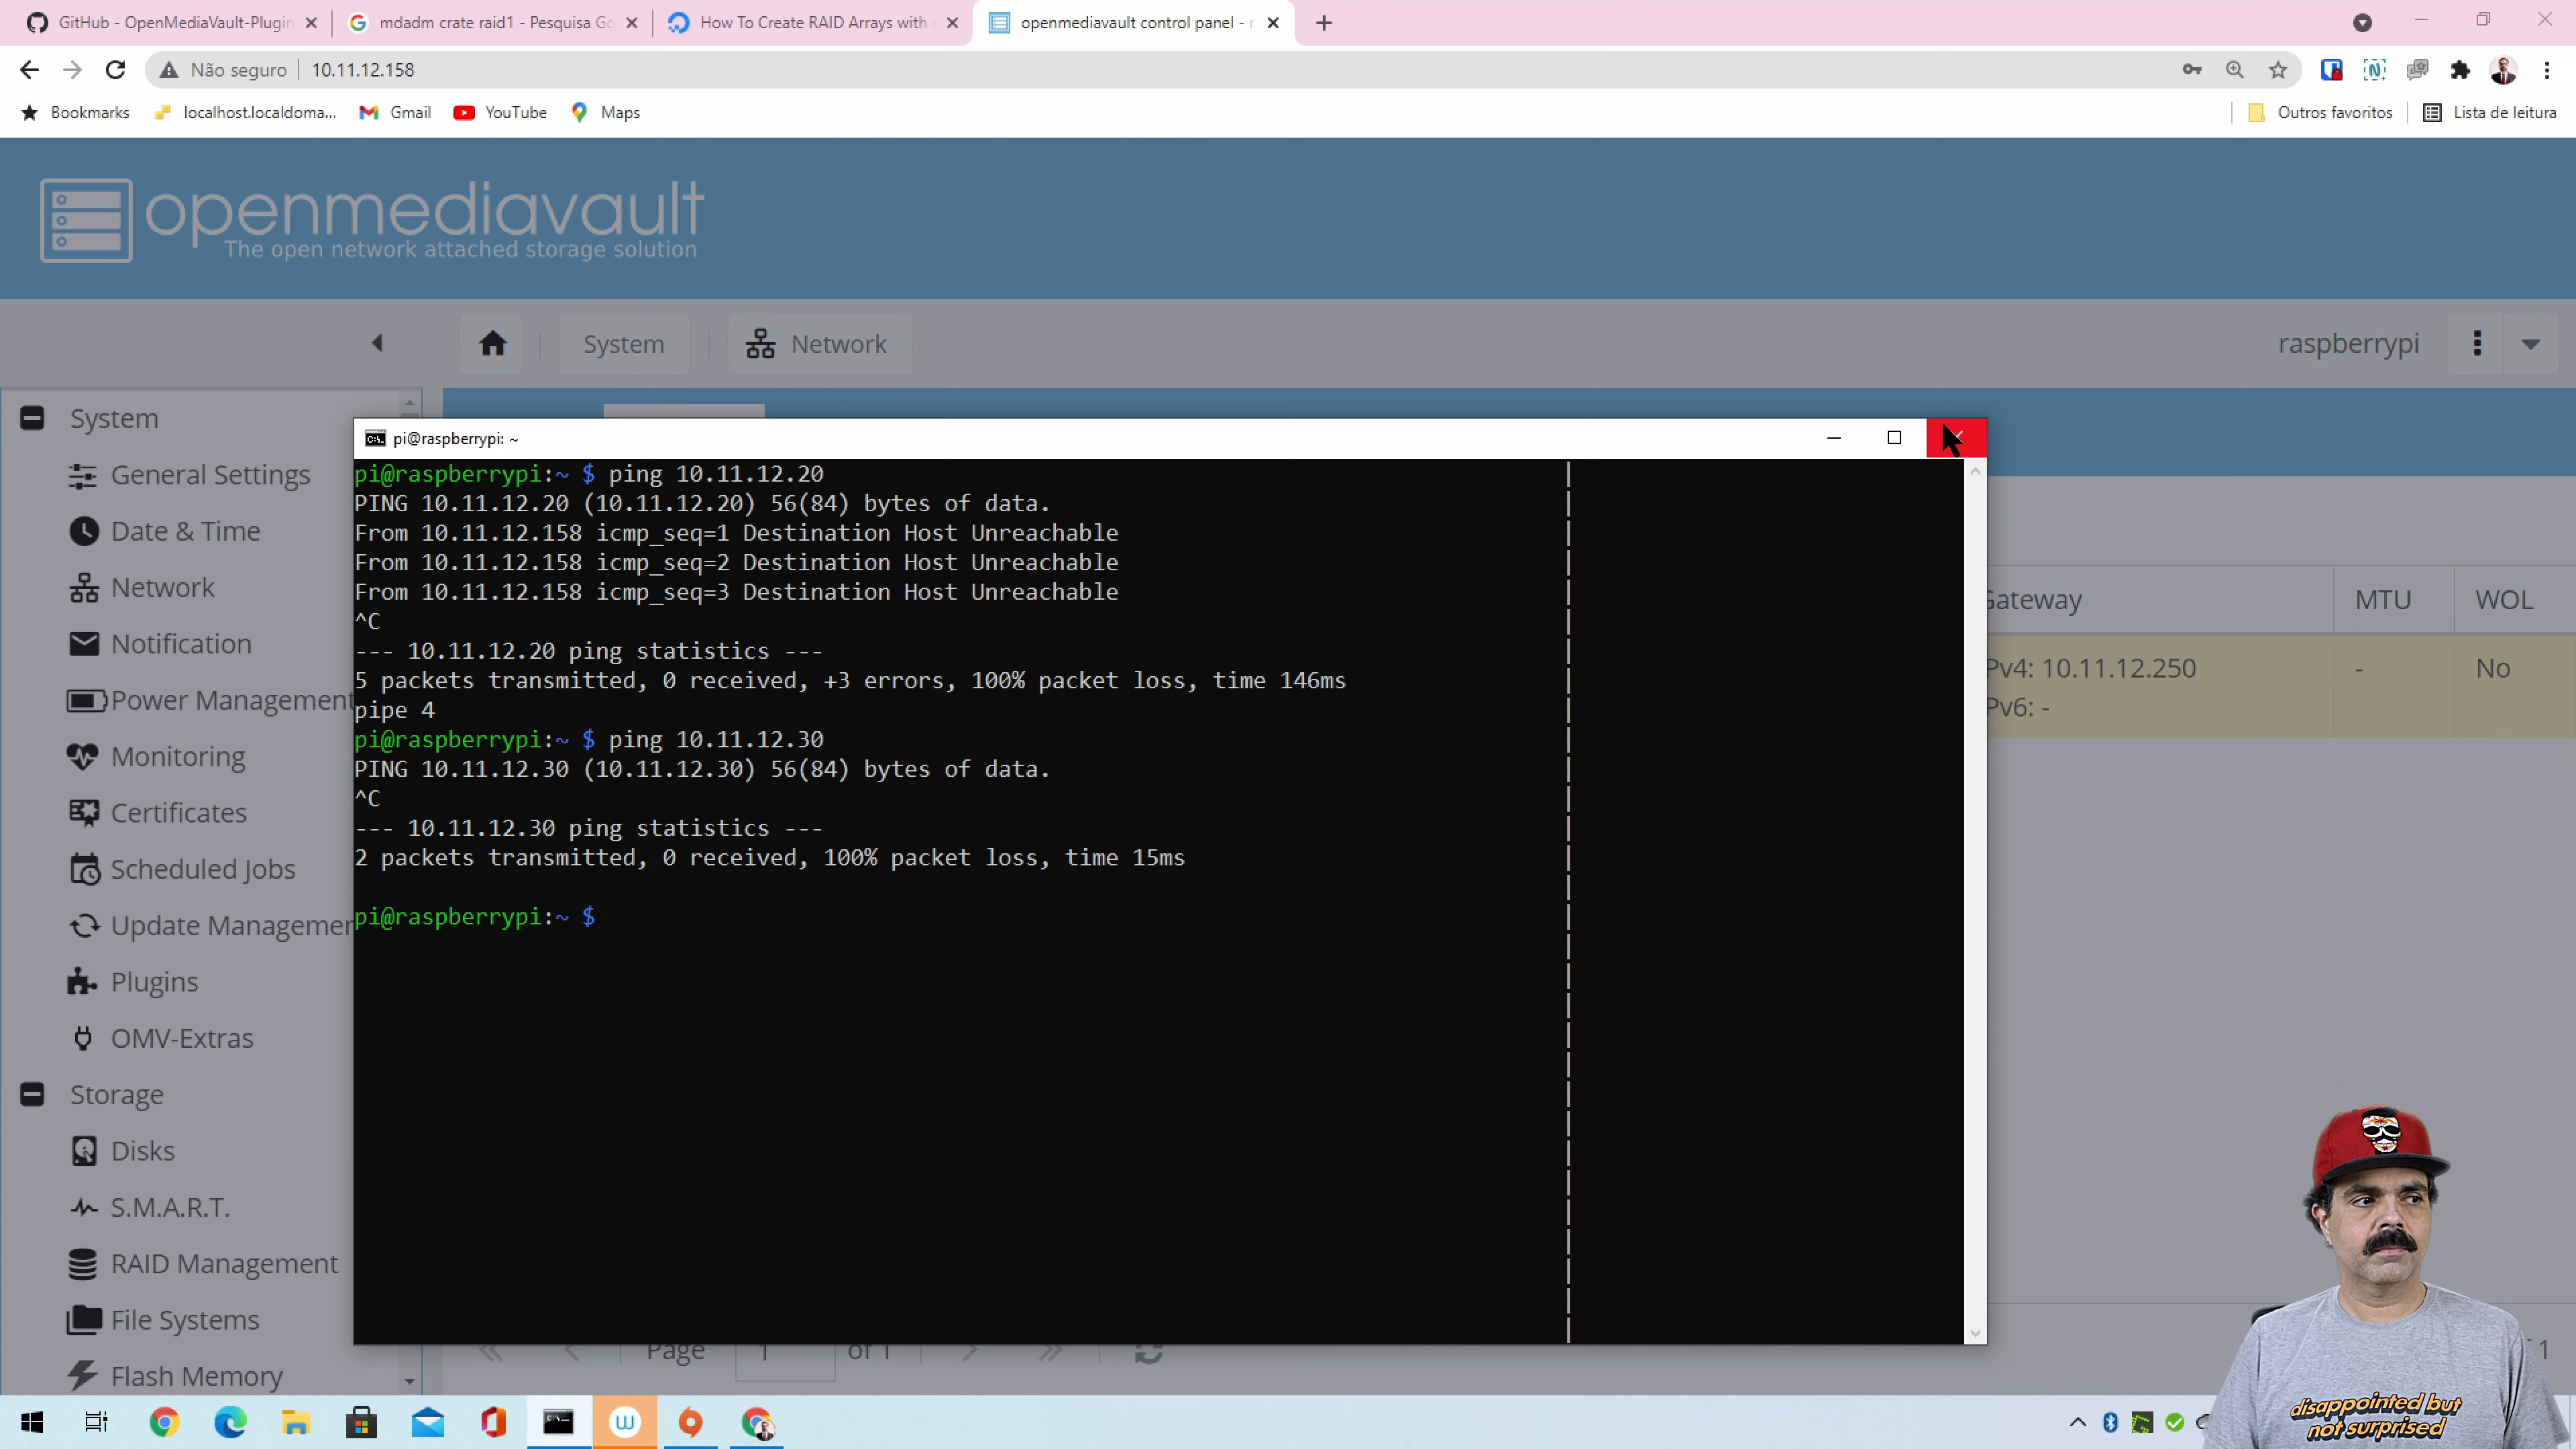 GitHub - OpenMediaVault-Plugin
mdadm crate raid1 - Pesquisa Go
How To Create RAID Arrays with
openmediavault control panel - r
Não seguro
10.11.12.158
Bookmarks
localhost.localdoma...
Gmail
YouTube
Maps
Outros favoritos
Lista de leitura
openmediavault
The open network attached storage solution
System
Network
raspberrypi
System
General Settings
Date & Time
Network
Notification
Power Management
Monitoring
Certificates
Scheduled Jobs
Update Managemen
Plugins
OMV-Extras
Storage
Disks
S.M.A.R.T.
RAID Management
File Systems
Flash Memory
pi@raspberrypi: ~
pi@raspberrypi:~ $ ping 10.11.12.20
PING 10.11.12.20 (10.11.12.20) 56(84) bytes of data.
From 10.11.12.158 icmp_seq=1 Destination Host Unreachable
From 10.11.12.158 icmp_seq=2 Destination Host Unreachable
From 10.11.12.158 icmp_seq=3 Destination Host Unreachable
^C
--- 10.11.12.20 ping statistics ---
5 packets transmitted, 0 received, +3 errors, 100% packet loss, time 146ms
pipe 4
pi@raspberrypi:~ $ ping 10.11.12.30
PING 10.11.12.30 (10.11.12.30) 56(84) bytes of data.
^C
--- 10.11.12.30 ping statistics ---
2 packets transmitted, 0 received, 100% packet loss, time 15ms
pi@raspberrypi:~ $
Gateway
MTU
WOL
Pv4: 10.11.12.250
-
No
Pv6: -
Page
1
of 1
1
disappointed but
not surprised